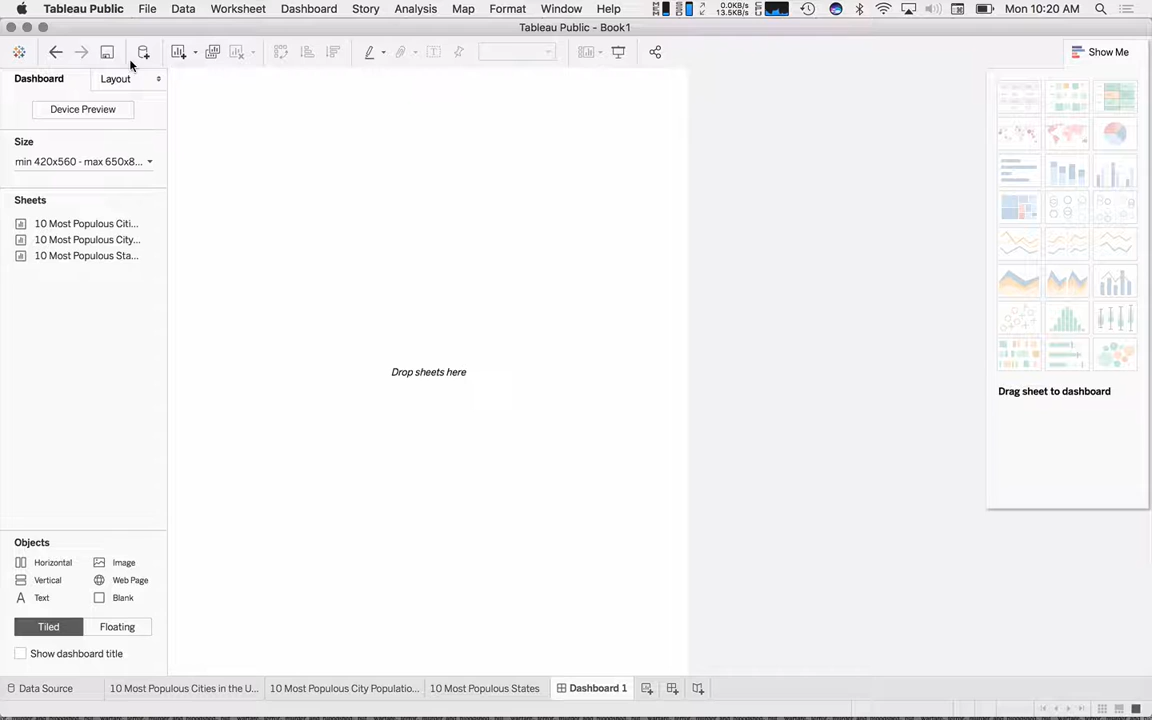 Tableau Public File Data Worksheet Dashboard Story Analysis Map Format Window Help 0.0KB/s 13.5KB/s Mon 10:20 AM
Tableau Public - Book1
Show Me
Dashboard Layout
Device Preview
Size
min 420x560 - max 650x8...
Sheets
10 Most Populous Citi...
10 Most Populous City...
10 Most Populous Sta...
Drop sheets here
Drag sheet to dashboard
Objects
Horizontal Image
Vertical Web Page
A Text Blank
Tiled Floating
Show dashboard title
Data Source 10 Most Populous Cities in the U... 10 Most Populous City Populatio... 10 Most Populous States Dashboard 1